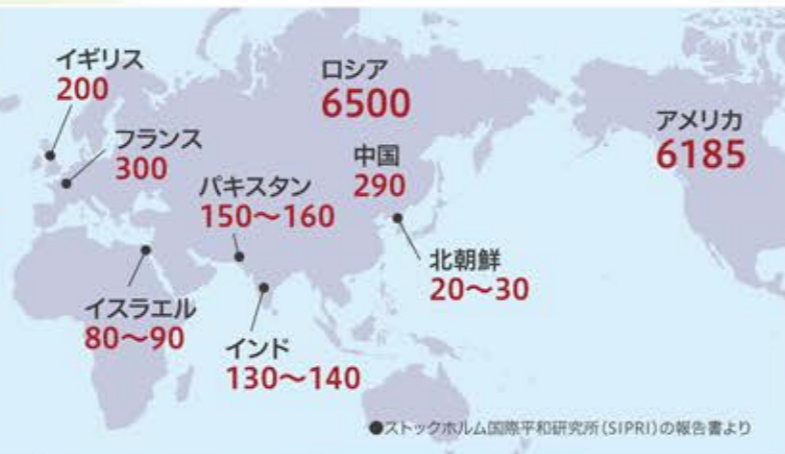 イギリス
200
フランス
300
ロシア
6500
中国
290
アメリカ
6185
パキスタン
150〜160
北朝鮮
20〜30
イスラエル
80〜90
インド
130〜140
●ストックホルム国際平和研究所(SIPRI)の報告書より